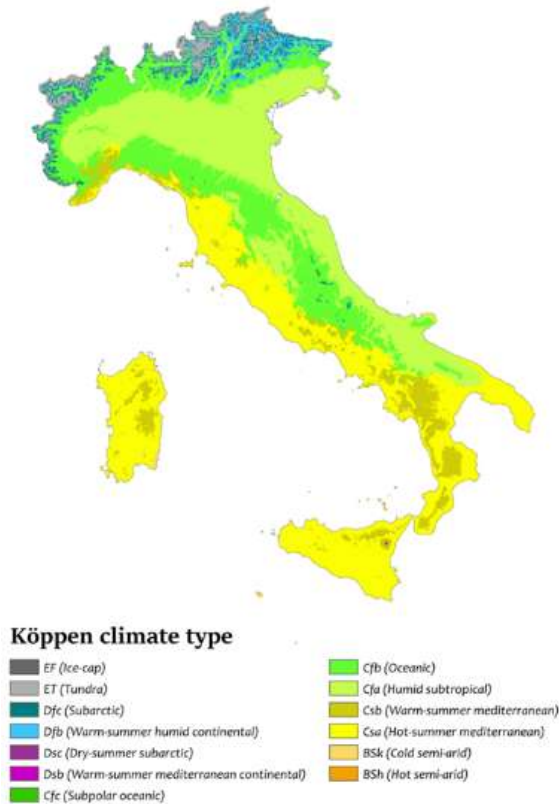 Köppen climate type
EF (Ice-cap)
ET (Tundra)
Dfc (Subarctic)
Dfb (Warm-summer humid continental)
Dsc (Dry-summer subarctic)
Dsb (Warm-summer mediterranean continental)
Cfc (Subpolar oceanic)
Cfb (Oceanic)
Cfa (Humid subtropical)
Csb (Warm-summer mediterranean)
Csa (Hot-summer mediterranean)
BSk (Cold semi-arid)
BSh (Hot semi-arid)